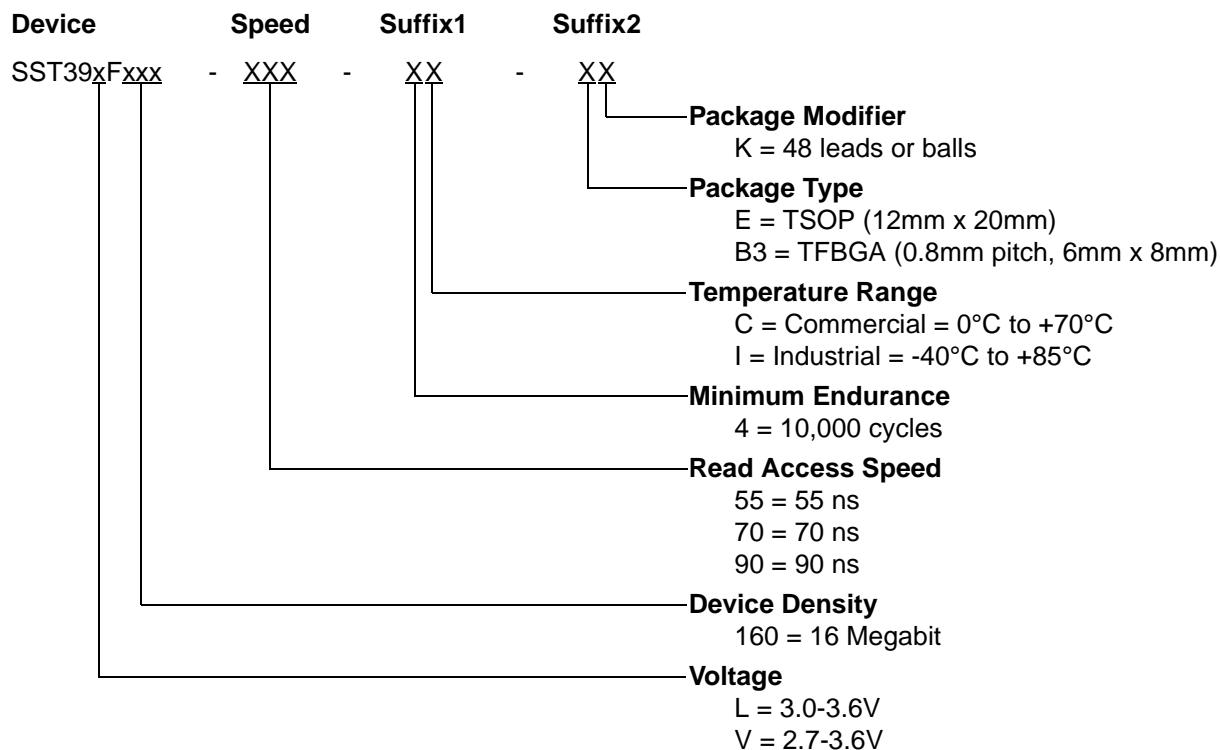 Device Speed Suffix1 Suffix2
SST39xFxxx - XXX - XX - XX
Package Modifier
K = 48 leads or balls
Package Type
E = TSOP (12mm x 20mm)
B3 = TFBGA (0.8mm pitch, 6mm x 8mm)
Temperature Range
C = Commercial = 0°C to +70°C
I = Industrial = -40°C to +85°C
Minimum Endurance
4 = 10,000 cycles
Read Access Speed
55 = 55 ns
70 = 70 ns
90 = 90 ns
Device Density
160 = 16 Megabit
Voltage
L = 3.0-3.6V
V = 2.7-3.6V